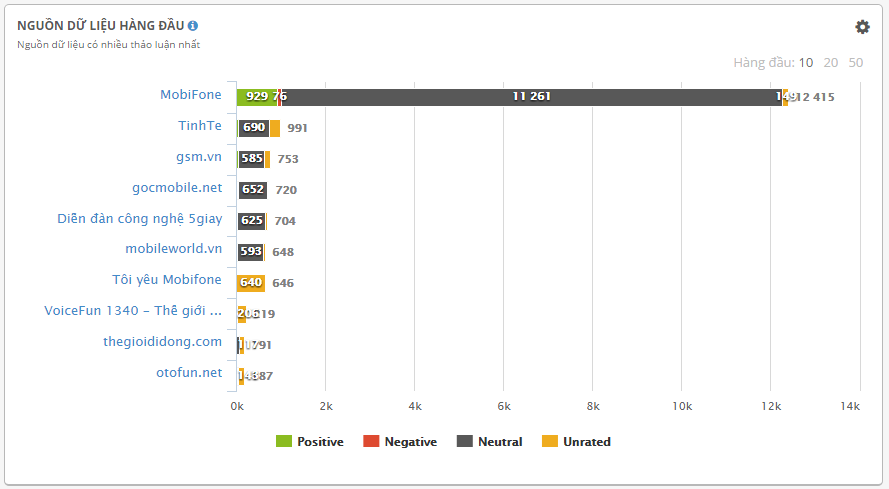 NGUỒN DỮ LIỆU HÀNG ĐẦU
Nguồn dữ liệu có nhiều thảo luận nhất
Hàng đầu: 10 20 50
MobiFone 929 76 11 261 149 12 415
TinhTe 690 991
gsm.vn 585 753
gocmobile.net 652 720
Diễn đàn công nghệ 5giay 625 704
mobileworld.vn 593 648
Tôi yêu Mobifone 640 646
VoiceFun 1340 - Thế giới ...
thegioididong.com
otofun.net
0k 2k 4k 6k 8k 10k 12k 14k
Positive Negative Neutral Unrated